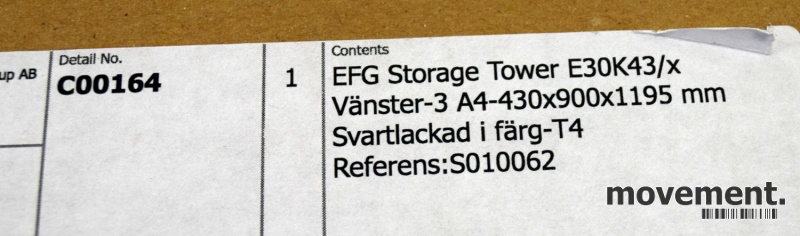 up AB
Detail No.
C00164
1
Contents
EFG Storage Tower E30K43/x
Vänster-3 A4-430x900x1195 mm
Svartlackad i färg-T4
Referens:S010062
movement.